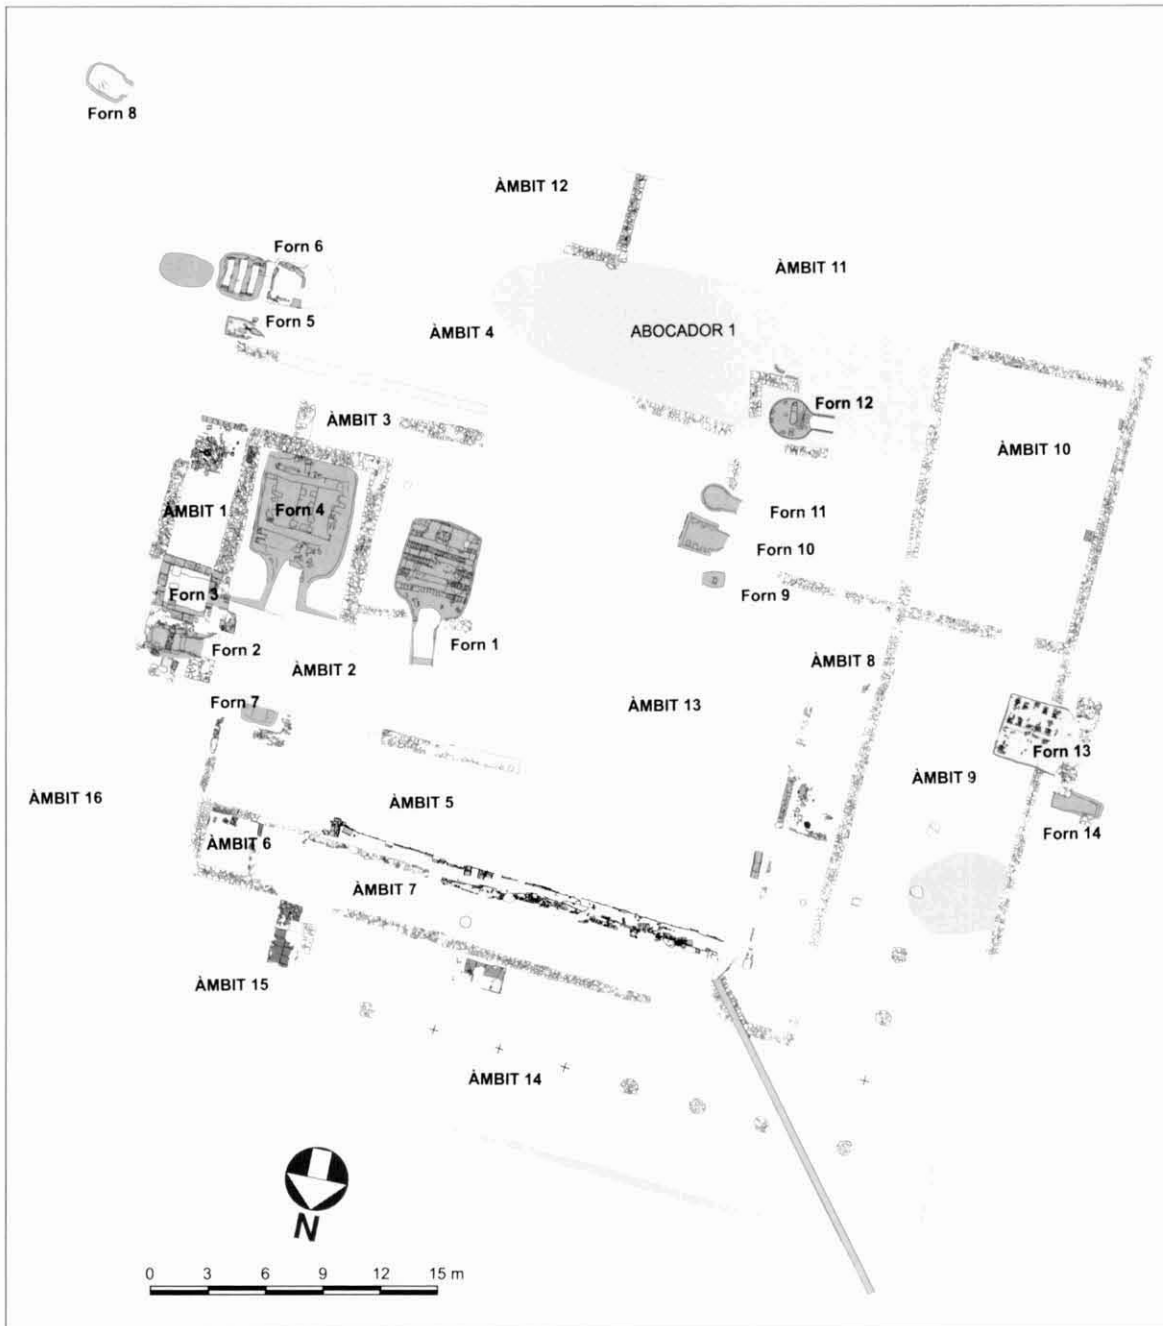 Forn 8
ÀMBIT 12
Forn 6
ÀMBIT 11
Forn 5
ÀMBIT 4
ABOCADOR 1
Forn 12
ÀMBIT 3
ÀMBIT 10
ÀMBIT 1
Forn 4
Forn 11
Forn 10
Forn 3
Forn 9
Forn 1
Forn 2
ÀMBIT 2
ÀMBIT 8
Forn 7
ÀMBIT 13
Forn 13
ÀMBIT 9
ÀMBIT 16
ÀMBIT 5
Forn 14
ÀMBIT 6
ÀMBIT 7
ÀMBIT 15
ÀMBIT 14
N
0 3 6 9 12 15 m